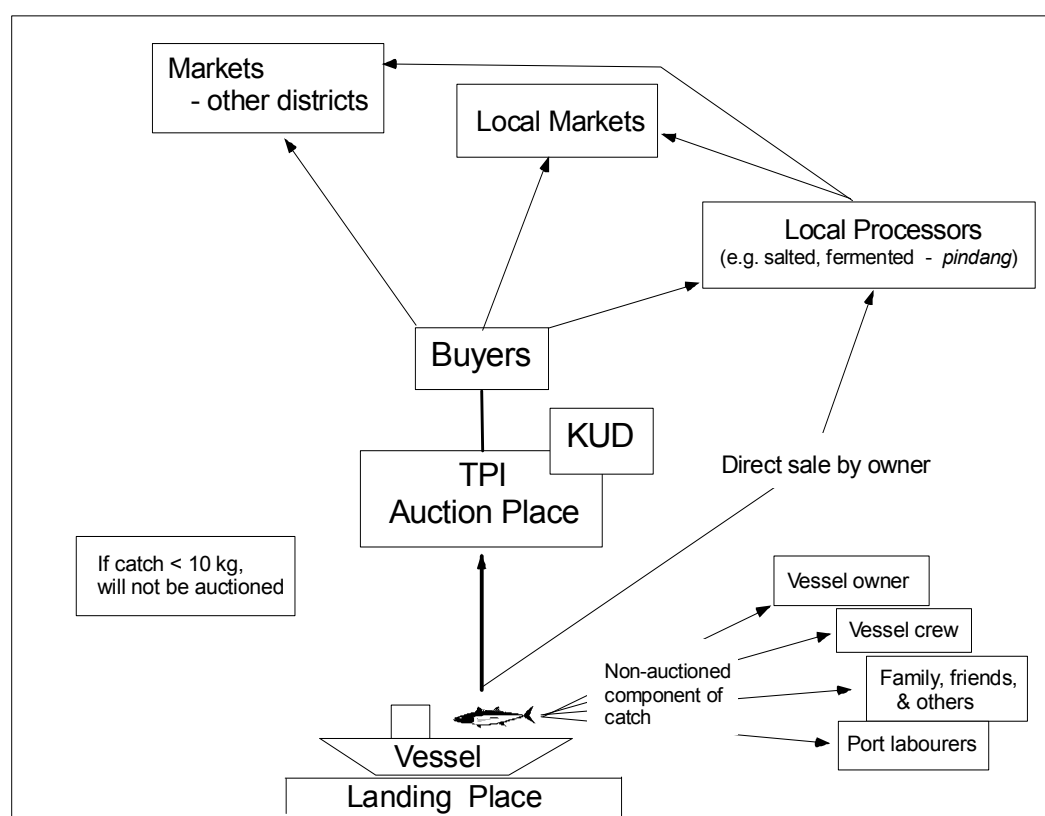 Markets
- other districts
Local Markets
Local Processors
(e.g. salted, fermented - pindang)
Buyers
KUD
TPI
Auction Place
Direct sale by owner
If catch < 10 kg,
will not be auctioned
Vessel owner
Vessel crew
Non-auctioned
component of
catch
Family, friends,
& others
Port labourers
Vessel
Landing Place